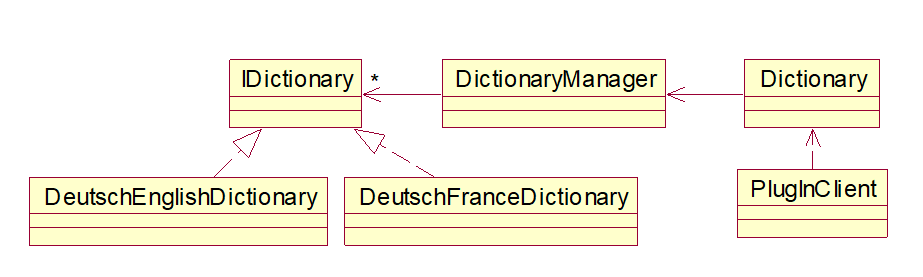 IDictionary
*
DictionaryManager
Dictionary
DeutschEnglishDictionary
DeutschFranceDictionary
PlugInClient